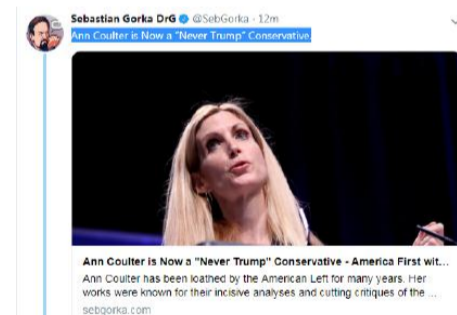 Sebastian Gorka DrG @SebGorka · 12m
Ann Coulter is Now a "Never Trump" Conservative.
Ann Coulter is Now a "Never Trump" Conservative - America First wit...
Ann Coulter has been loathed by the American Left for many years. Her
works were known for their incisive analyses and cutting critiques of the ...
sebgorka.com